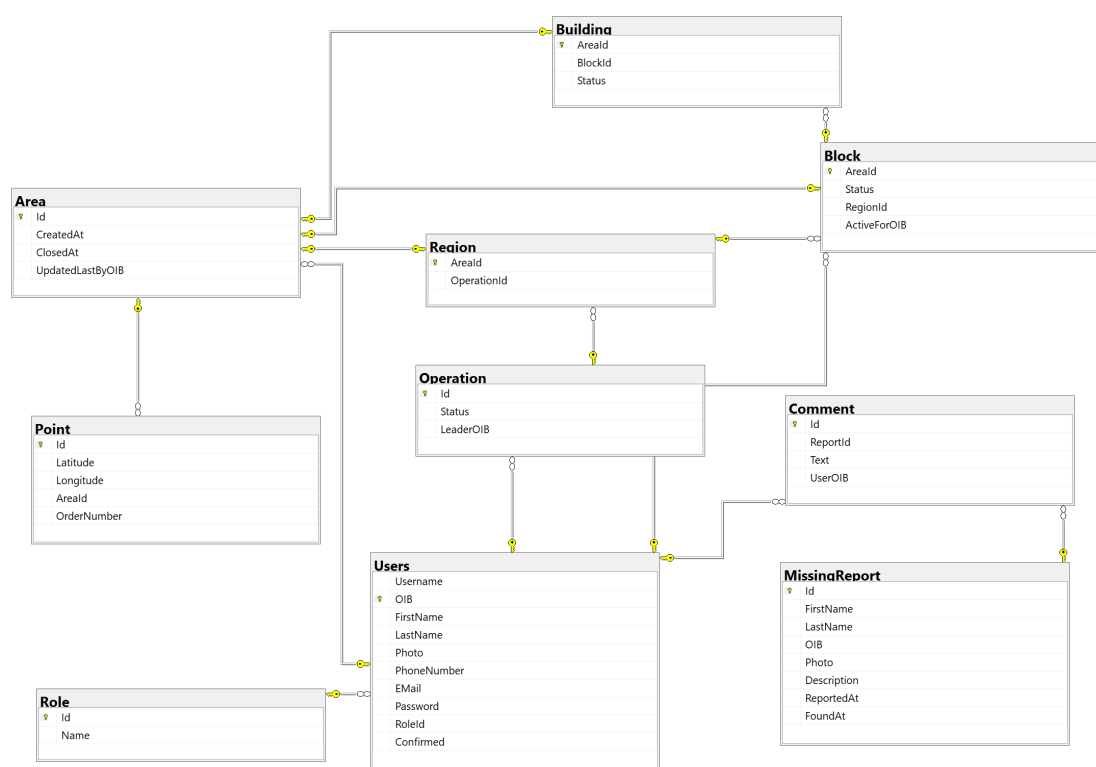 Building
AreaId
BlockId
Status
Block
AreaId
Status
RegionId
ActiveForOIB
Area
Id
CreatedAt
ClosedAt
UpdatedLastByOIB
Region
AreaId
OperationId
Operation
Id
Status
LeaderOIB
Comment
Id
ReportId
Text
UserOIB
Point
Id
Latitude
Longitude
AreaId
OrderNumber
Users
Username
OIB
FirstName
LastName
Photo
PhoneNumber
EMail
Password
RoleId
Confirmed
MissingReport
Id
FirstName
LastName
OIB
Photo
Description
ReportedAt
FoundAt
Role
Id
Name